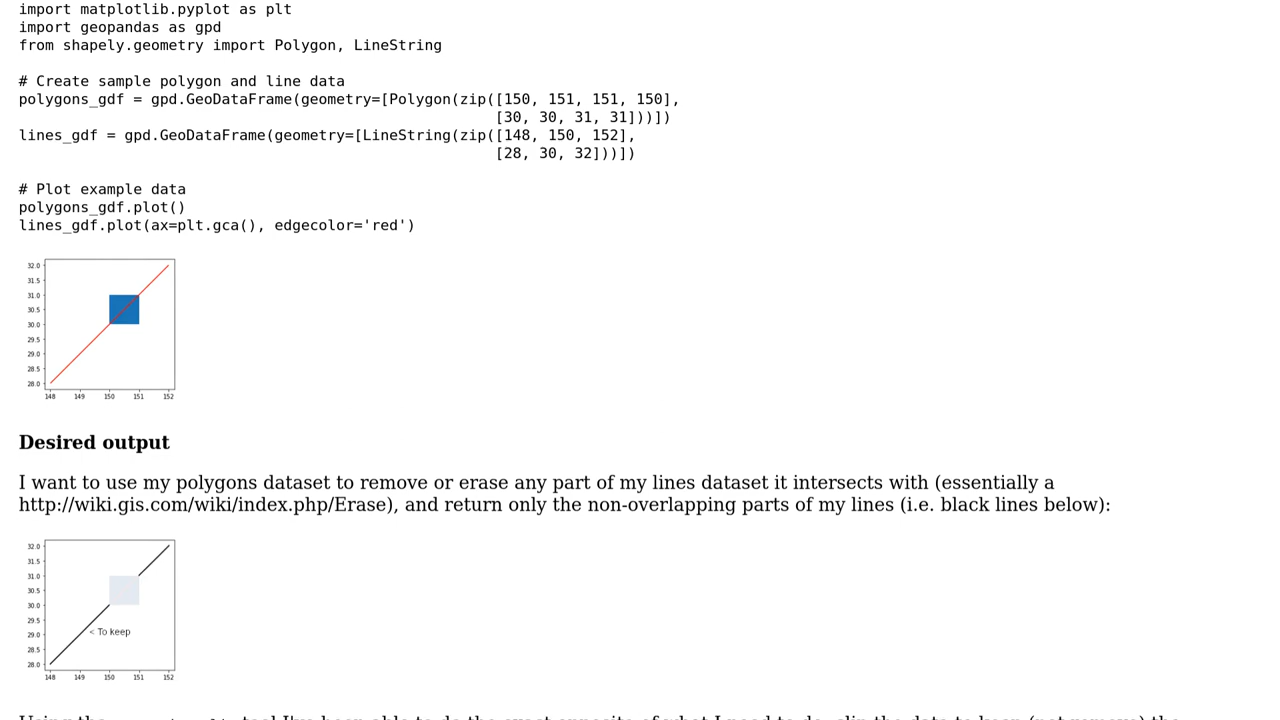 import matplotlib.pyplot as plt
import geopandas as gpd
from shapely.geometry import Polygon, LineString
# Create sample polygon and line data
polygons_gdf = gpd.GeoDataFrame(geometry=[Polygon(zip([150, 151, 151, 150],
[30, 30, 31, 31]))])
lines_gdf = gpd.GeoDataFrame(geometry=[LineString(zip([148, 150, 152],
[28, 30, 32]))])
# Plot example data
polygons_gdf.plot()
lines_gdf.plot(ax=plt.gca(), edgecolor='red')
32.0
31.5
31.0
30.5
30.0
29.5
29.0
28.5
28.0
148 149 150 151 152
Desired output
I want to use my polygons dataset to remove or erase any part of my lines dataset it intersects with (essentially a
http://wiki.gis.com/wiki/index.php/Erase), and return only the non-overlapping parts of my lines (i.e. black lines below):
32.0
31.5
31.0
30.5
30.0
29.5
29.0
28.5
28.0
< To keep
148 149 150 151 152